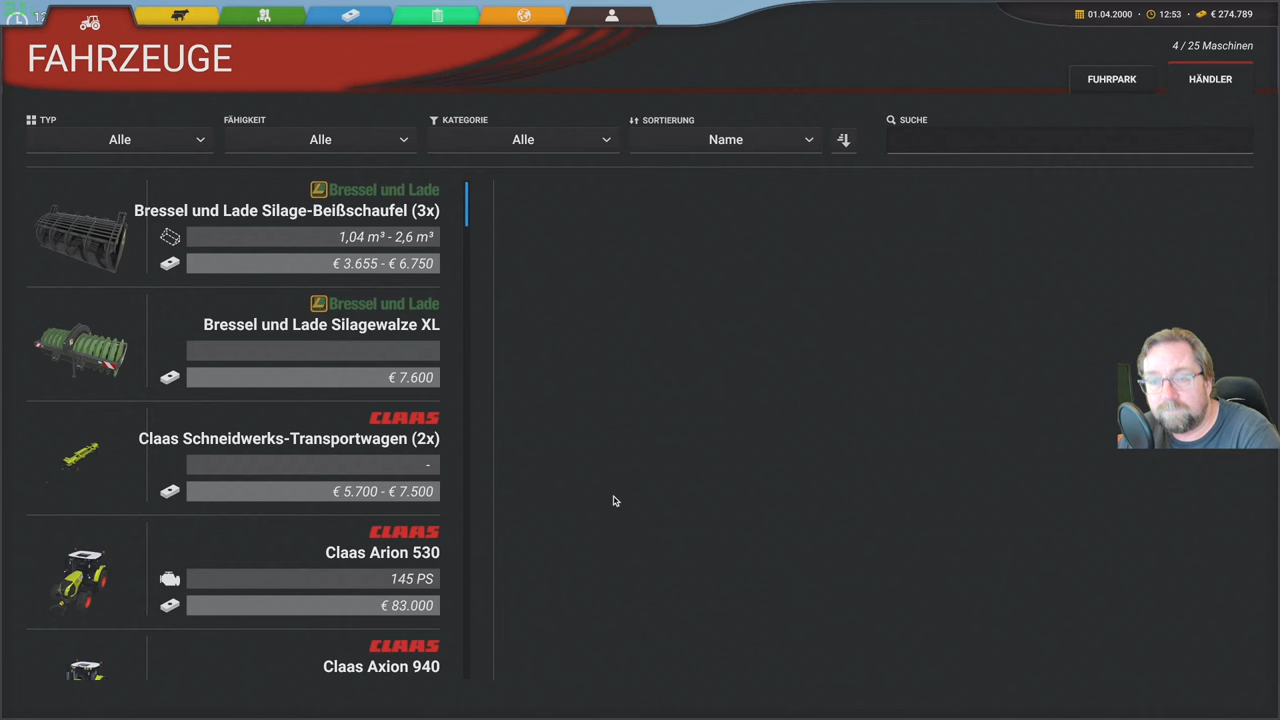 01.04.2000 · 12:53 · € 274.789
FAHRZEUGE
4 / 25 Maschinen
FUHRPARK
HÄNDLER
TYP
Alle
FÄHIGKEIT
Alle
KATEGORIE
Alle
SORTIERUNG
Name
SUCHE
Bressel und Lade
Bressel und Lade Silage-Beißschaufel (3x)
1,04 m³ - 2,6 m³
€ 3.655 - € 6.750
Bressel und Lade
Bressel und Lade Silagewalze XL
€ 7.600
CLAAS
Claas Schneidwerks-Transportwagen (2x)
-
€ 5.700 - € 7.500
CLAAS
Claas Arion 530
145 PS
€ 83.000
CLAAS
Claas Axion 940